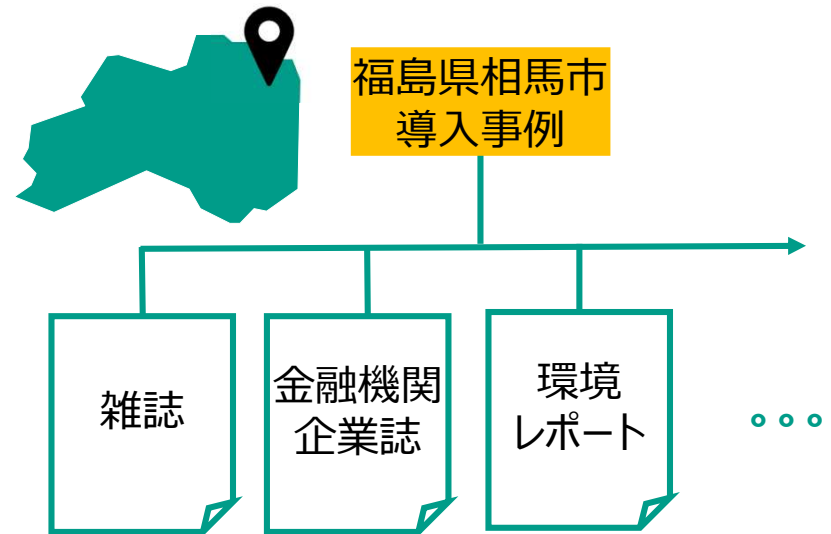 福島県相馬市
導入事例
雑誌
金融機関
企業誌
環境
レポート
。。。